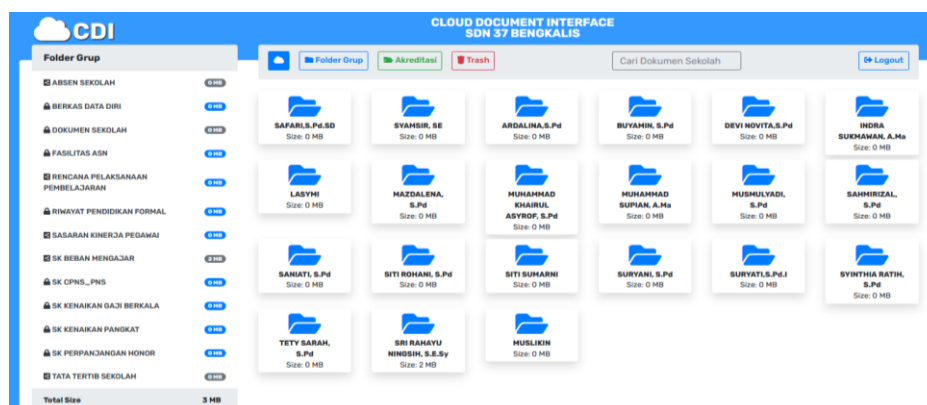 CDI
CLOUD DOCUMENT INTERFACE
SDN 37 BENGKALIS
Folder Grup
ABSEN SEKOLAH 0 MB
BERKAS DATA DIRI 0 MB
DOKUMEN SEKOLAH 0 MB
FASILITAS ASN 0 MB
RENCANA PELAKSANAAN
PEMBELAJARAN 0 MB
RIWAYAT PENDIDIKAN FORMAL 0 MB
SASARAN KINERJA PEGAWAI 0 MB
SK BEBAN MENGAJAR 2 MB
SK CPNS_PNS 0 MB
SK KENAIKAN GAJI BERKALA 0 MB
SK KENAIKAN PANGKAT 0 MB
SK PERPANJANGAN HONOR 0 MB
TATA TERTIB SEKOLAH 0 MB
Total Size 3 MB
Folder Grup
Akreditasi
Trash
Cari Dokumen Sekolah
Logout
SAFARI,S.Pd.SD
Size: 0 MB
SYAMSIR, SE
Size: 0 MB
ARDALINA,S.Pd
Size: 0 MB
BUYAMIN, S.Pd
Size: 0 MB
DEVI NOVITA,S.Pd
Size: 0 MB
INDRA
SUKMAWAN, A.Ma
Size: 0 MB
LASYMI
Size: 0 MB
MAZDALENA,
S.Pd
Size: 0 MB
MUHAMMAD
KHAIRUL
ASYROF, S.Pd
Size: 0 MB
MUHAMMAD
SUPIAN, A.Ma
Size: 0 MB
MUSMULYADI,
S.Pd
Size: 0 MB
SAHMIRIZAL,
S.Pd
Size: 0 MB
SANIATI, S.Pd
Size: 0 MB
SITI ROHANI, S.Pd
Size: 0 MB
SITI SUMARNI
Size: 0 MB
SURYANI, S.Pd
Size: 0 MB
SURYATI,S.Pd.I
Size: 0 MB
SYINTHIA RATIH,
S.Pd
Size: 0 MB
TETY SARAH,
S.Pd
Size: 0 MB
SRI RAHAYU
NINGSIH, S.E.Sy
Size: 2 MB
MUSLIKIN
Size: 0 MB